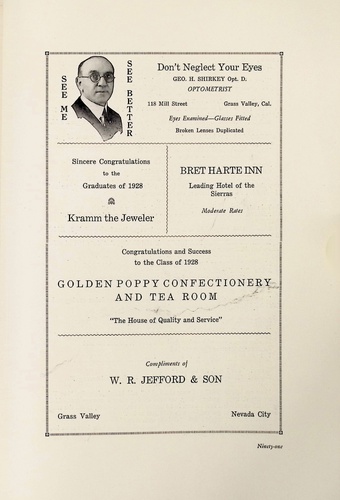 SEE ME
SEE BETTER
Don't Neglect Your Eyes
GEO. H. SHIRKEY Opt. D.
OPTOMETRIST
118 Mill Street Grass Valley, Cal.
Eyes Examined—Glasses Fitted
Broken Lenses Duplicated
Sincere Congratulations
to the
Graduates of 1928
Kramm the Jeweler
BRET HARTE INN
Leading Hotel of the
Sierras
Moderate Rates
Congratulations and Success
to the Class of 1928
GOLDEN POPPY CONFECTIONERY
AND TEA ROOM
"The House of Quality and Service"
Compliments of
W. R. JEFFORD & SON
Grass Valley Nevada City
Ninety-one